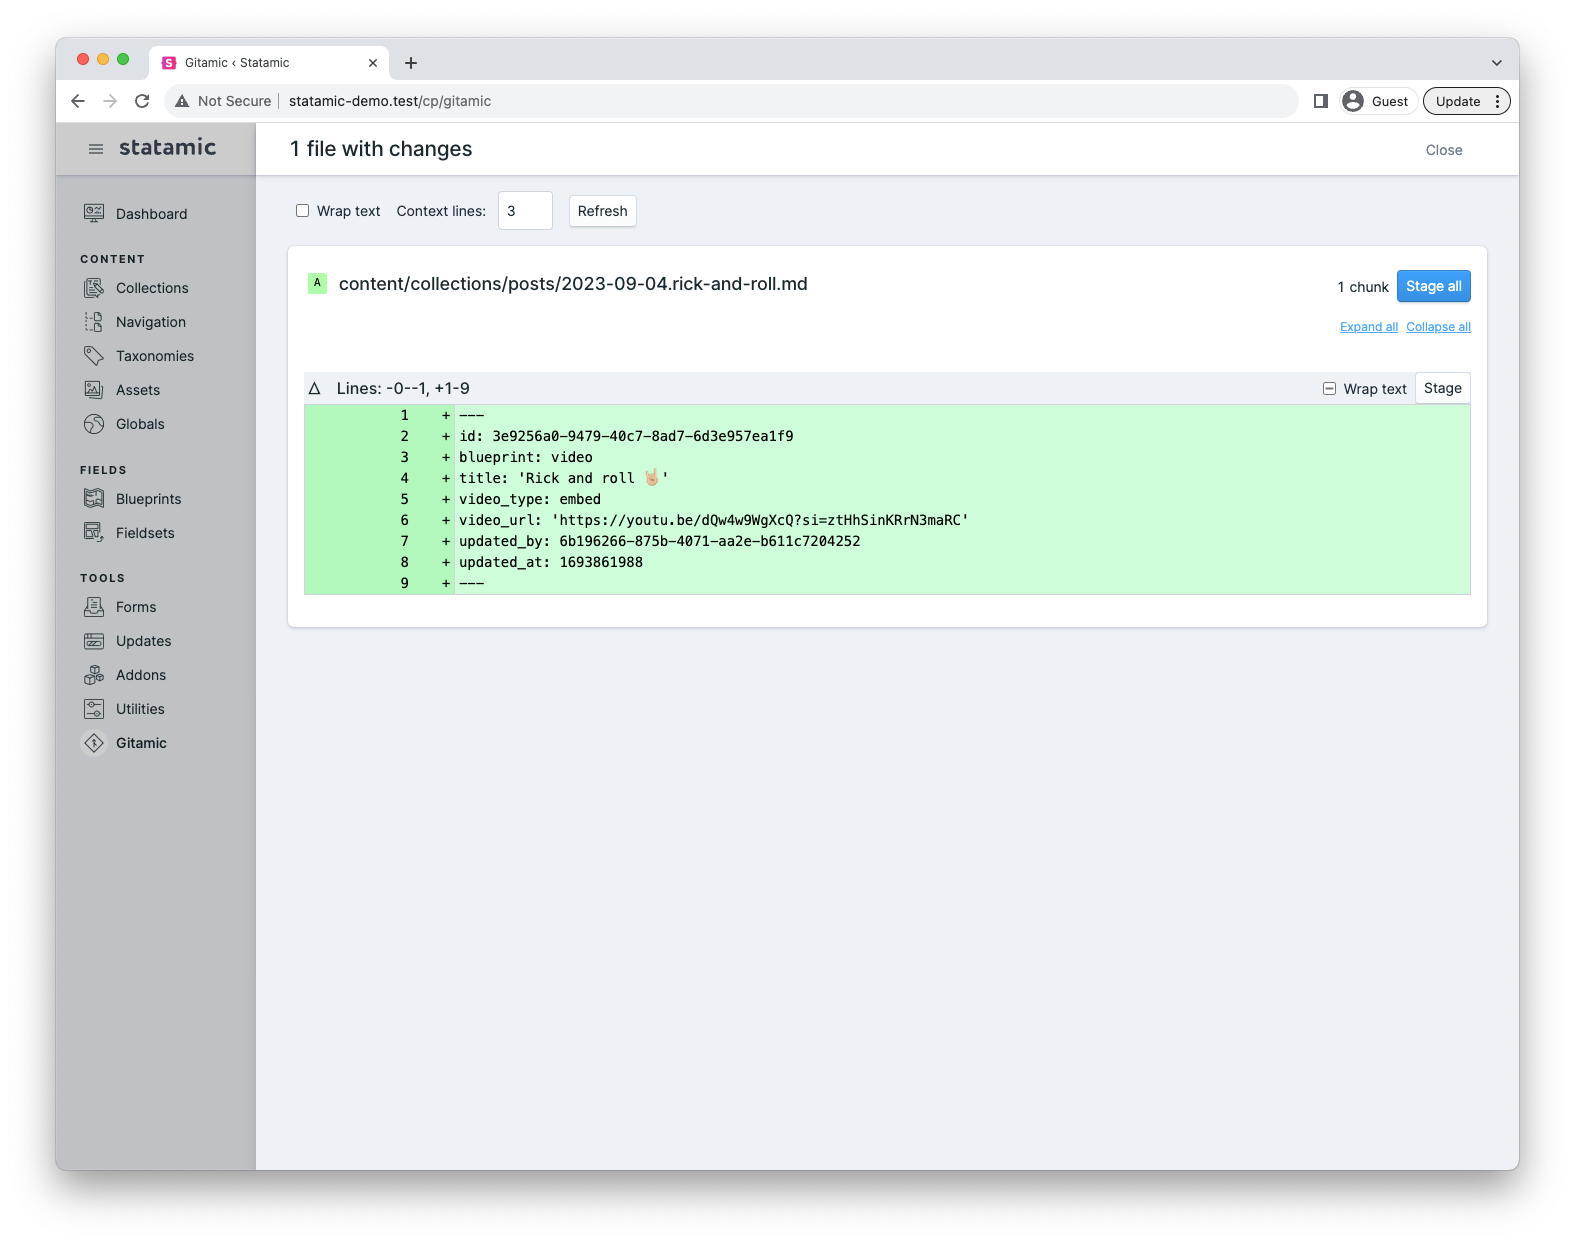 Gitamic ‹ Statamic
Not Secure statamic-demo.test/cp/gitamic Guest Update
statamic
1 file with changes Close
Dashboard
CONTENT
Collections
Navigation
Taxonomies
Assets
Globals
FIELDS
Blueprints
Fieldsets
TOOLS
Forms
Updates
Addons
Utilities
Gitamic
Wrap text Context lines: 3 Refresh
A content/collections/posts/2023-09-04.rick-and-roll.md 1 chunk Stage all
Expand all Collapse all
Δ Lines: -0--1, +1-9 Wrap text Stage
1 + ---
2 + id: 3e9256a0-9479-40c7-8ad7-6d3e957ea1f9
3 + blueprint: video
4 + title: 'Rick and roll 🤘🏼'
5 + video_type: embed
6 + video_url: 'https://youtu.be/dQw4w9WgXcQ?si=ztHhSinKRrN3maRC'
7 + updated_by: 6b196266-875b-4071-aa2e-b611c7204252
8 + updated_at: 1693861988
9 + ---